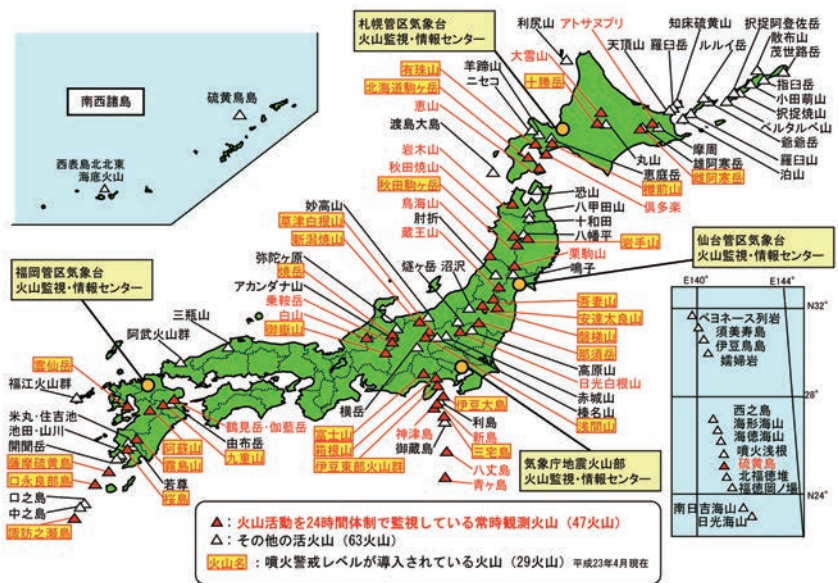 札幌管区気象台
火山監視・情報センター
利尻山
アトサヌプリ
知床硫黄山
択捉阿登佐岳
散布山
茂世路岳
天頂山
羅臼岳
ルルイ岳
大雪山
十勝岳
羊蹄山
ニセコ
有珠山
北海道駒ヶ岳
恵山
渡島大島
指臼岳
小田萌山
択捉焼山
ベルタルベ山
爺爺岳
羅臼山
泊山
摩周
雄阿寒岳
雌阿寒岳
丸山
恵庭岳
樽前山
倶多楽
南西諸島
硫黄鳥島
西表島北北東
海底火山
岩木山
秋田焼山
秋田駒ヶ岳
鳥海山
肘折
蔵王山
恐山
八甲田山
十和田
八幡平
岩手山
栗駒山
鳴子
仙台管区気象台
火山監視・情報センター
妙高山
草津白根山
新潟焼山
弥陀ヶ原
焼岳
アカンダナ山
乗鞍岳
白山
御嶽山
燧ヶ岳
沼沢
吾妻山
安達太良山
磐梯山
那須岳
高原山
日光白根山
赤城山
榛名山
浅間山
福岡管区気象台
火山監視・情報センター
三瓶山
阿武火山群
雲仙岳
福江火山群
米丸・住吉池
池田・山川
開聞岳
薩摩硫黄島
口永良部島
口之島
中之島
諏訪之瀬島
鶴見岳・伽藍岳
由布岳
九重山
阿蘇山
霧島山
若尊
桜島
横岳
富士山
箱根山
伊豆東部火山群
伊豆大島
利島
新島
神津島
三宅島
御蔵島
八丈島
青ヶ島
気象庁地震火山部
火山監視・情報センター
E140°
E144°
N32°
N28°
N24°
ベヨネース列岩
須美寿島
伊豆鳥島
孀婦岩
西之島
海形海山
海徳海山
噴火浅根
硫黄島
北福徳堆
福徳岡ノ場
南日吉海山
日光海山
:火山活動を24時間体制で監視している常時観測火山(47火山)
:その他の活火山(63火山)
火山名:噴火警戒レベルが導入されている火山(29火山) 平成23年4月現在